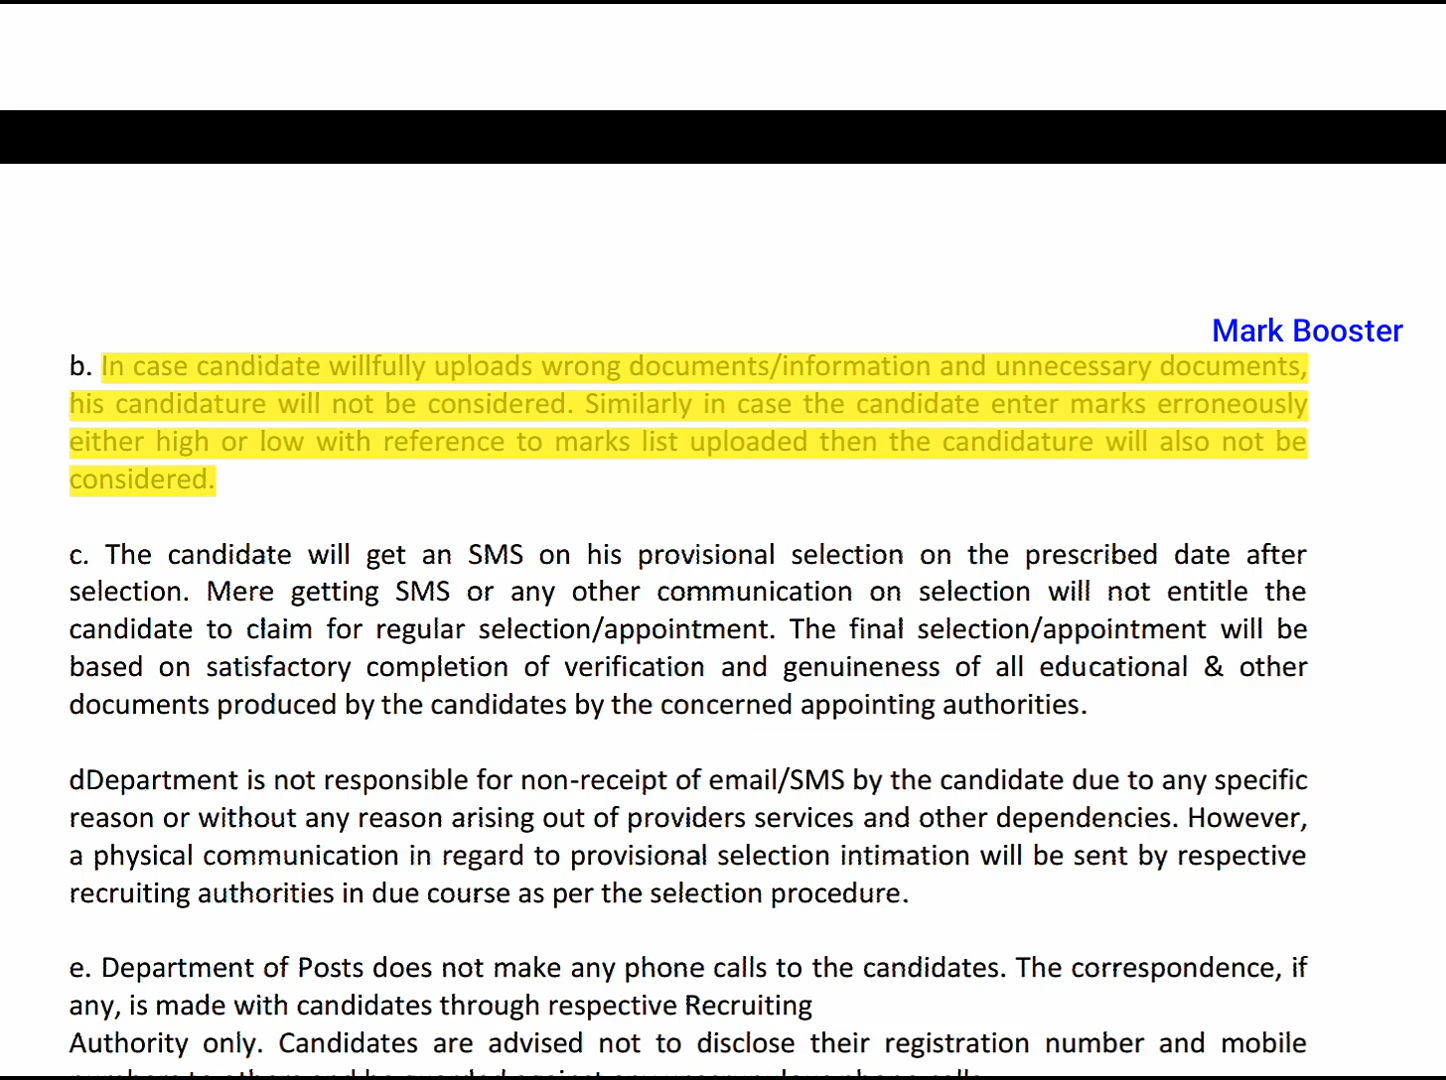 Mark Booster
b. In case candidate willfully uploads wrong documents/information and unnecessary documents,
his candidature will not be considered. Similarly in case the candidate enter marks erroneously
either high or low with reference to marks list uploaded then the candidature will also not be
considered.
c. The candidate will get an SMS on his provisional selection on the prescribed date after
selection. Mere getting SMS or any other communication on selection will not entitle the
candidate to claim for regular selection/appointment. The final selection/appointment will be
based on satisfactory completion of verification and genuineness of all educational & other
documents produced by the candidates by the concerned appointing authorities.
dDepartment is not responsible for non-receipt of email/SMS by the candidate due to any specific
reason or without any reason arising out of providers services and other dependencies. However,
a physical communication in regard to provisional selection intimation will be sent by respective
recruiting authorities in due course as per the selection procedure.
e. Department of Posts does not make any phone calls to the candidates. The correspondence, if
any, is made with candidates through respective Recruiting
Authority only. Candidates are advised not to disclose their registration number and mobile